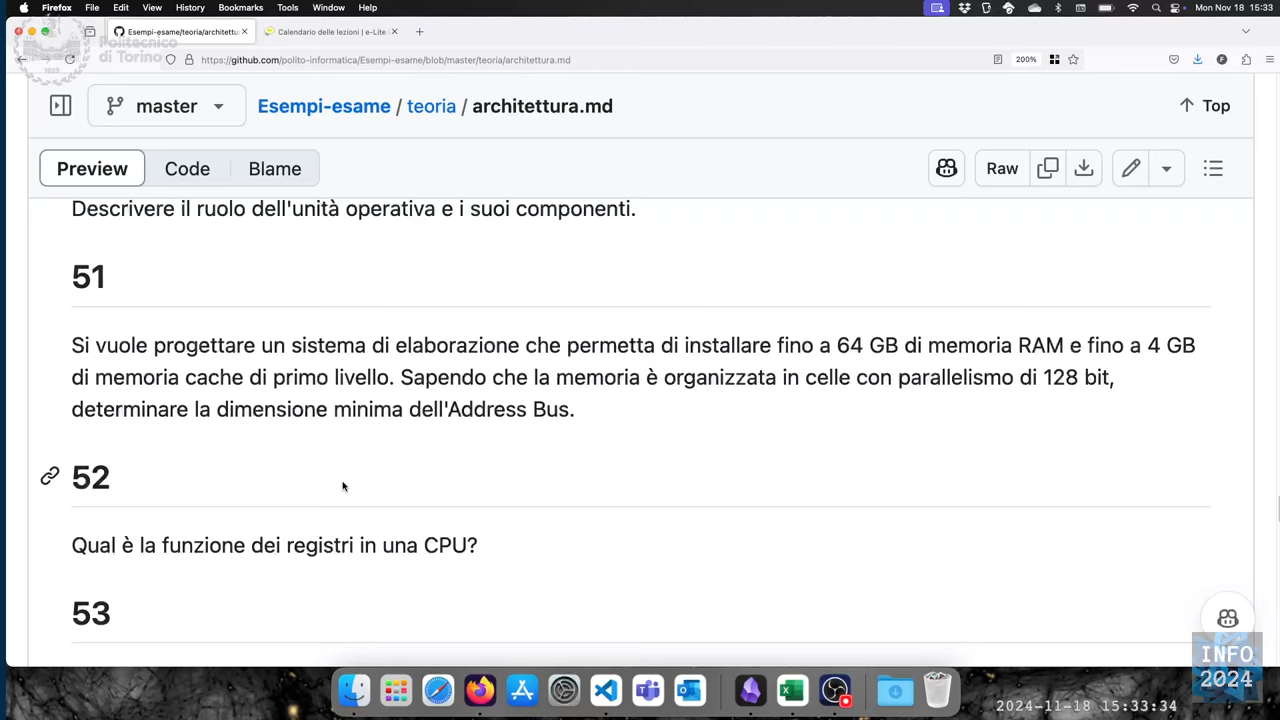 Firefox File Edit View History Bookmarks Tools Window Help Mon Nov 18 15:33
Esempi-esame/teoria/architettu
Calendario delle lezioni | e-Lite
Politecnico
di Torino
https://github.com/polito-informatica/Esempi-esame/blob/master/teoria/architettura.md
200%
master
Esempi-esame / teoria / architettura.md
Top
Preview Code Blame
Raw
Descrivere il ruolo dell'unità operativa e i suoi componenti.
51
Si vuole progettare un sistema di elaborazione che permetta di installare fino a 64 GB di memoria RAM e fino a 4 GB
di memoria cache di primo livello. Sapendo che la memoria è organizzata in celle con parallelismo di 128 bit,
determinare la dimensione minima dell'Address Bus.
52
Qual è la funzione dei registri in una CPU?
53
INFO
2024
2024-11-18 15:33:34